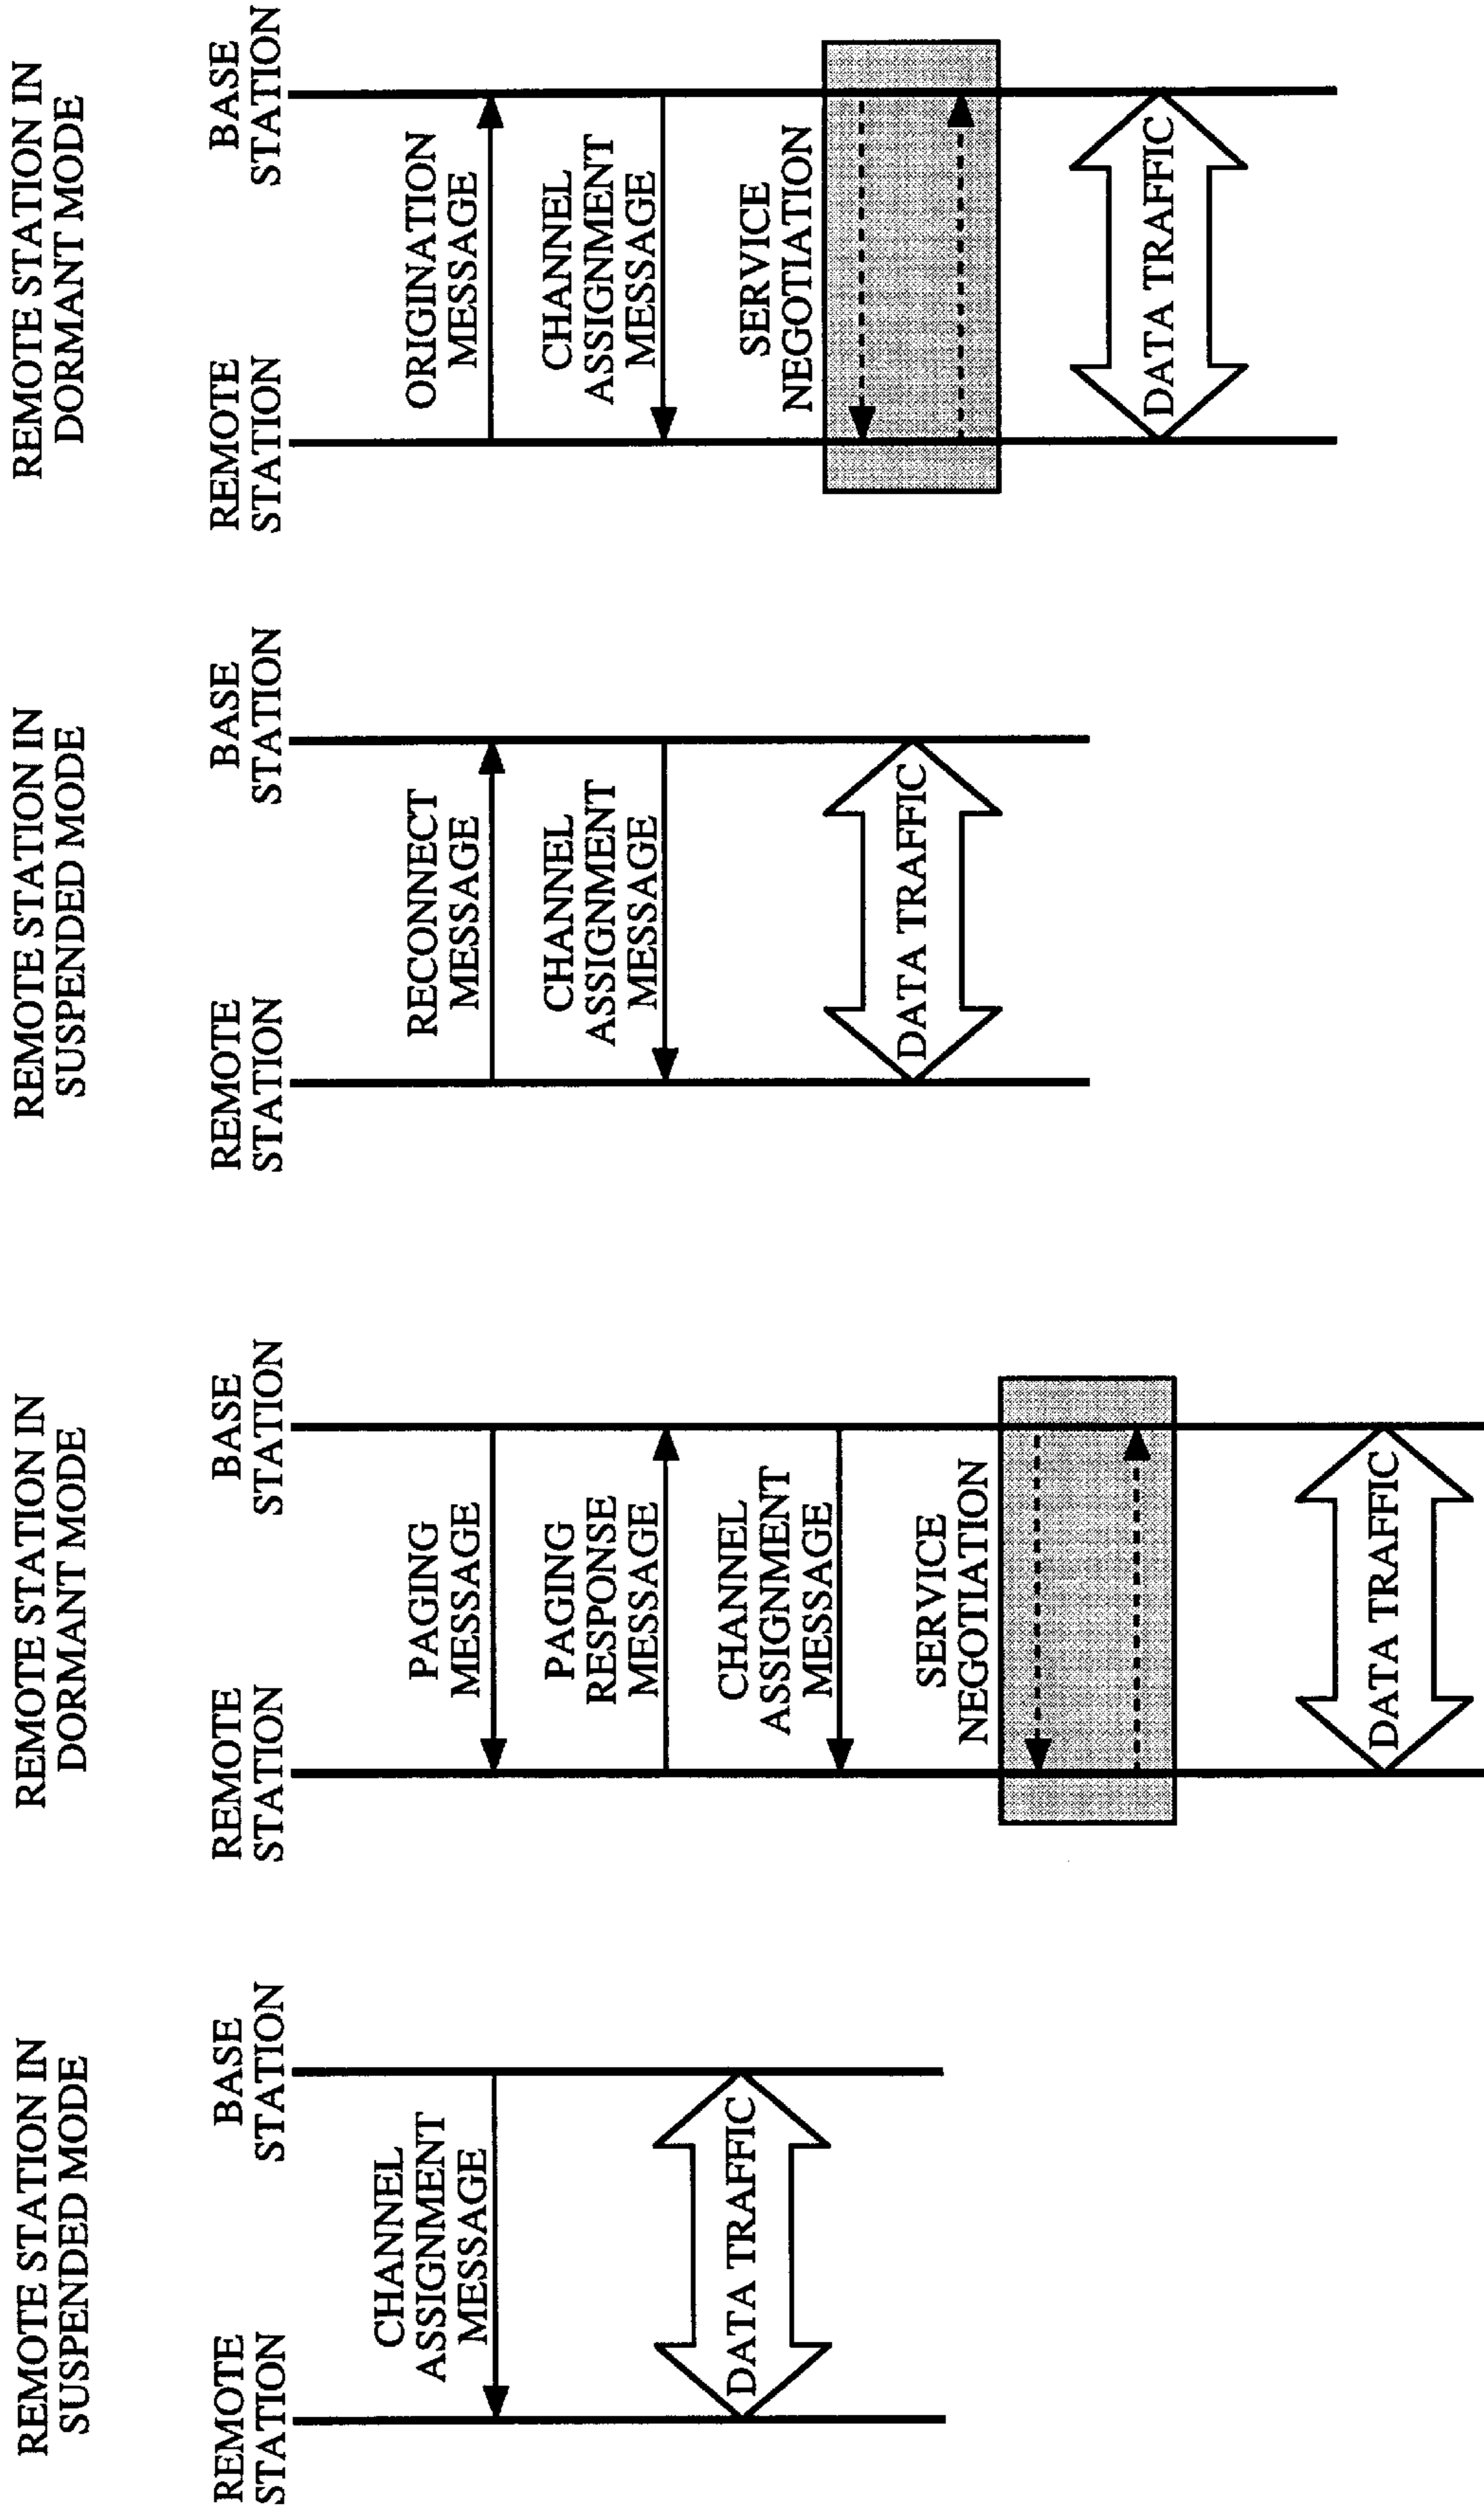 REMOTE STATION IN
SUSPENDED MODE
REMOTE
STATION
BASE
STATION
CHANNEL
ASSIGNMENT
MESSAGE
DATA TRAFFIC
REMOTE STATION IN
DORMANT MODE
REMOTE
STATION
BASE
STATION
PAGING
MESSAGE
PAGING
RESPONSE
MESSAGE
CHANNEL
ASSIGNMENT
MESSAGE
SERVICE
NEGOTIATION
DATA TRAFFIC
REMOTE STATION IN
SUSPENDED MODE
REMOTE
STATION
BASE
STATION
RECONNECT
MESSAGE
CHANNEL
ASSIGNMENT
MESSAGE
DATA TRAFFIC
REMOTE STATION IN
DORMANT MODE
REMOTE
STATION
BASE
STATION
ORIGINATION
MESSAGE
CHANNEL
ASSIGNMENT
MESSAGE
SERVICE
NEGOTIATION
DATA TRAFFIC